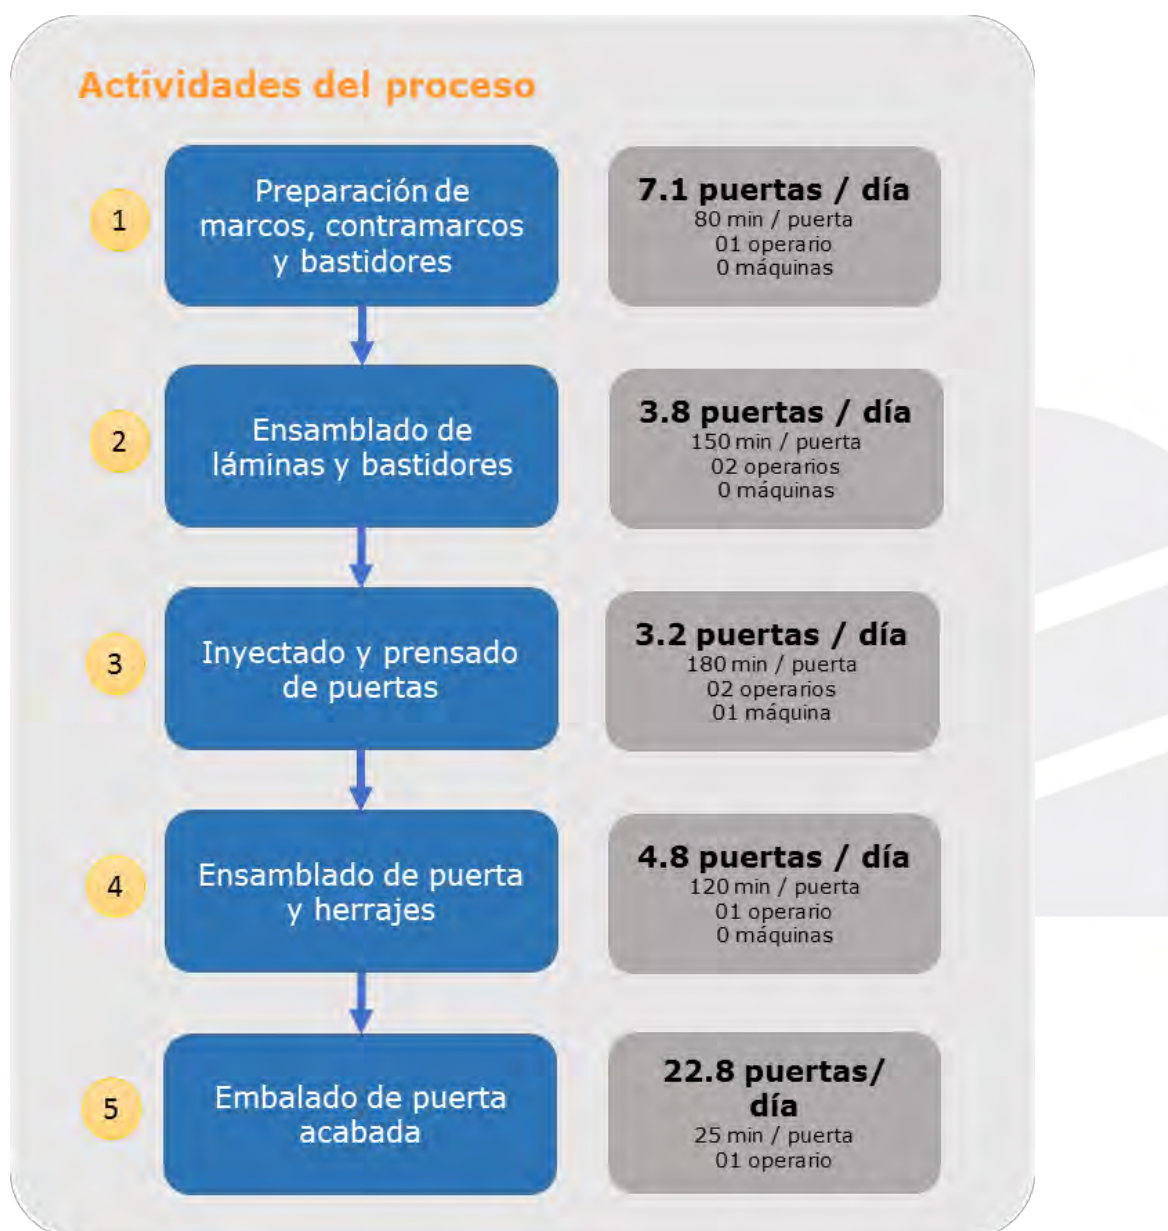 Actividades del proceso
1
Preparación de
marcos, contramarcos
y bastidores
7.1 puertas / día
80 min / puerta
01 operario
0 máquinas
2
Ensamblado de
láminas y bastidores
3.8 puertas / día
150 min / puerta
02 operarios
0 máquinas
3
Inyectado y prensado
de puertas
3.2 puertas / día
180 min / puerta
02 operarios
01 máquina
4
Ensamblado de puerta
y herrajes
4.8 puertas / día
120 min / puerta
01 operario
0 máquinas
5
Embalado de puerta
acabada
22.8 puertas/
día
25 min / puerta
01 operario